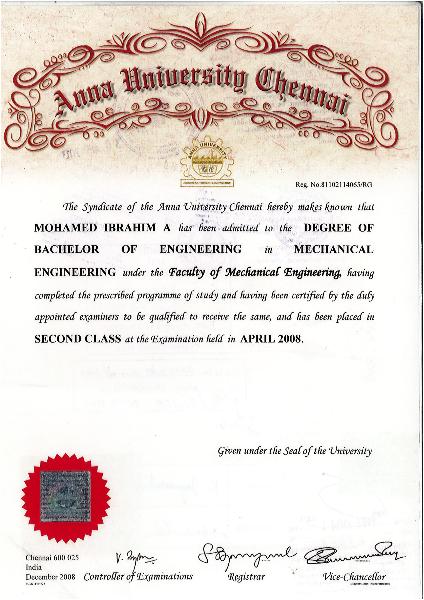 Anna University Chennai
ANNA UNIVERSITY
Reg. No.81102114065/RG
The Syndicate of the Anna University Chennai hereby makes known that
MOHAMED IBRAHIM A has been admitted to the DEGREE OF
BACHELOR OF ENGINEERING in MECHANICAL
ENGINEERING under the Faculty of Mechanical Engineering, having
completed the prescribed programme of study and having been certified by the duly
appointed examiners to be qualified to receive the same, and has been placed in
SECOND CLASS at the Examination held in APRIL 2008.
Given under the Seal of the University
Chennai 600 025
India
December 2008
Controller of Examinations
Registrar
Vice-Chancellor